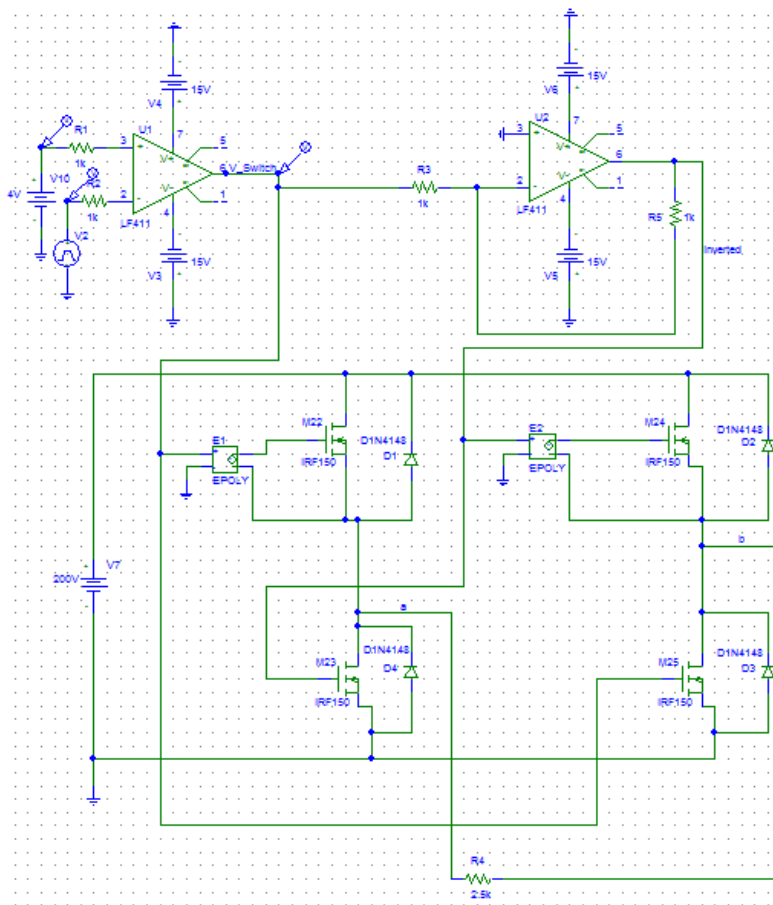 15V
V4
V6
15V
R1
U1
U2
3
7
5
3
7
5
1k
V+
V+
4V
V10
R2
6
V_Switch
R3
6
2
V-
1
2
V-
1
1k
LF411
4
1k
LF411
4
R5
1k
V2
V3
15V
V5
15V
Inverted
M22
M24
E1
D1N4148
E2
D1N4148
D2
D1
IRF150
IRF150
EPOLY
EPOLY
b
V7
200V
a
M23
D1N4148
M25
D1N4148
D4
D3
IRF150
IRF150
R4
2.5k